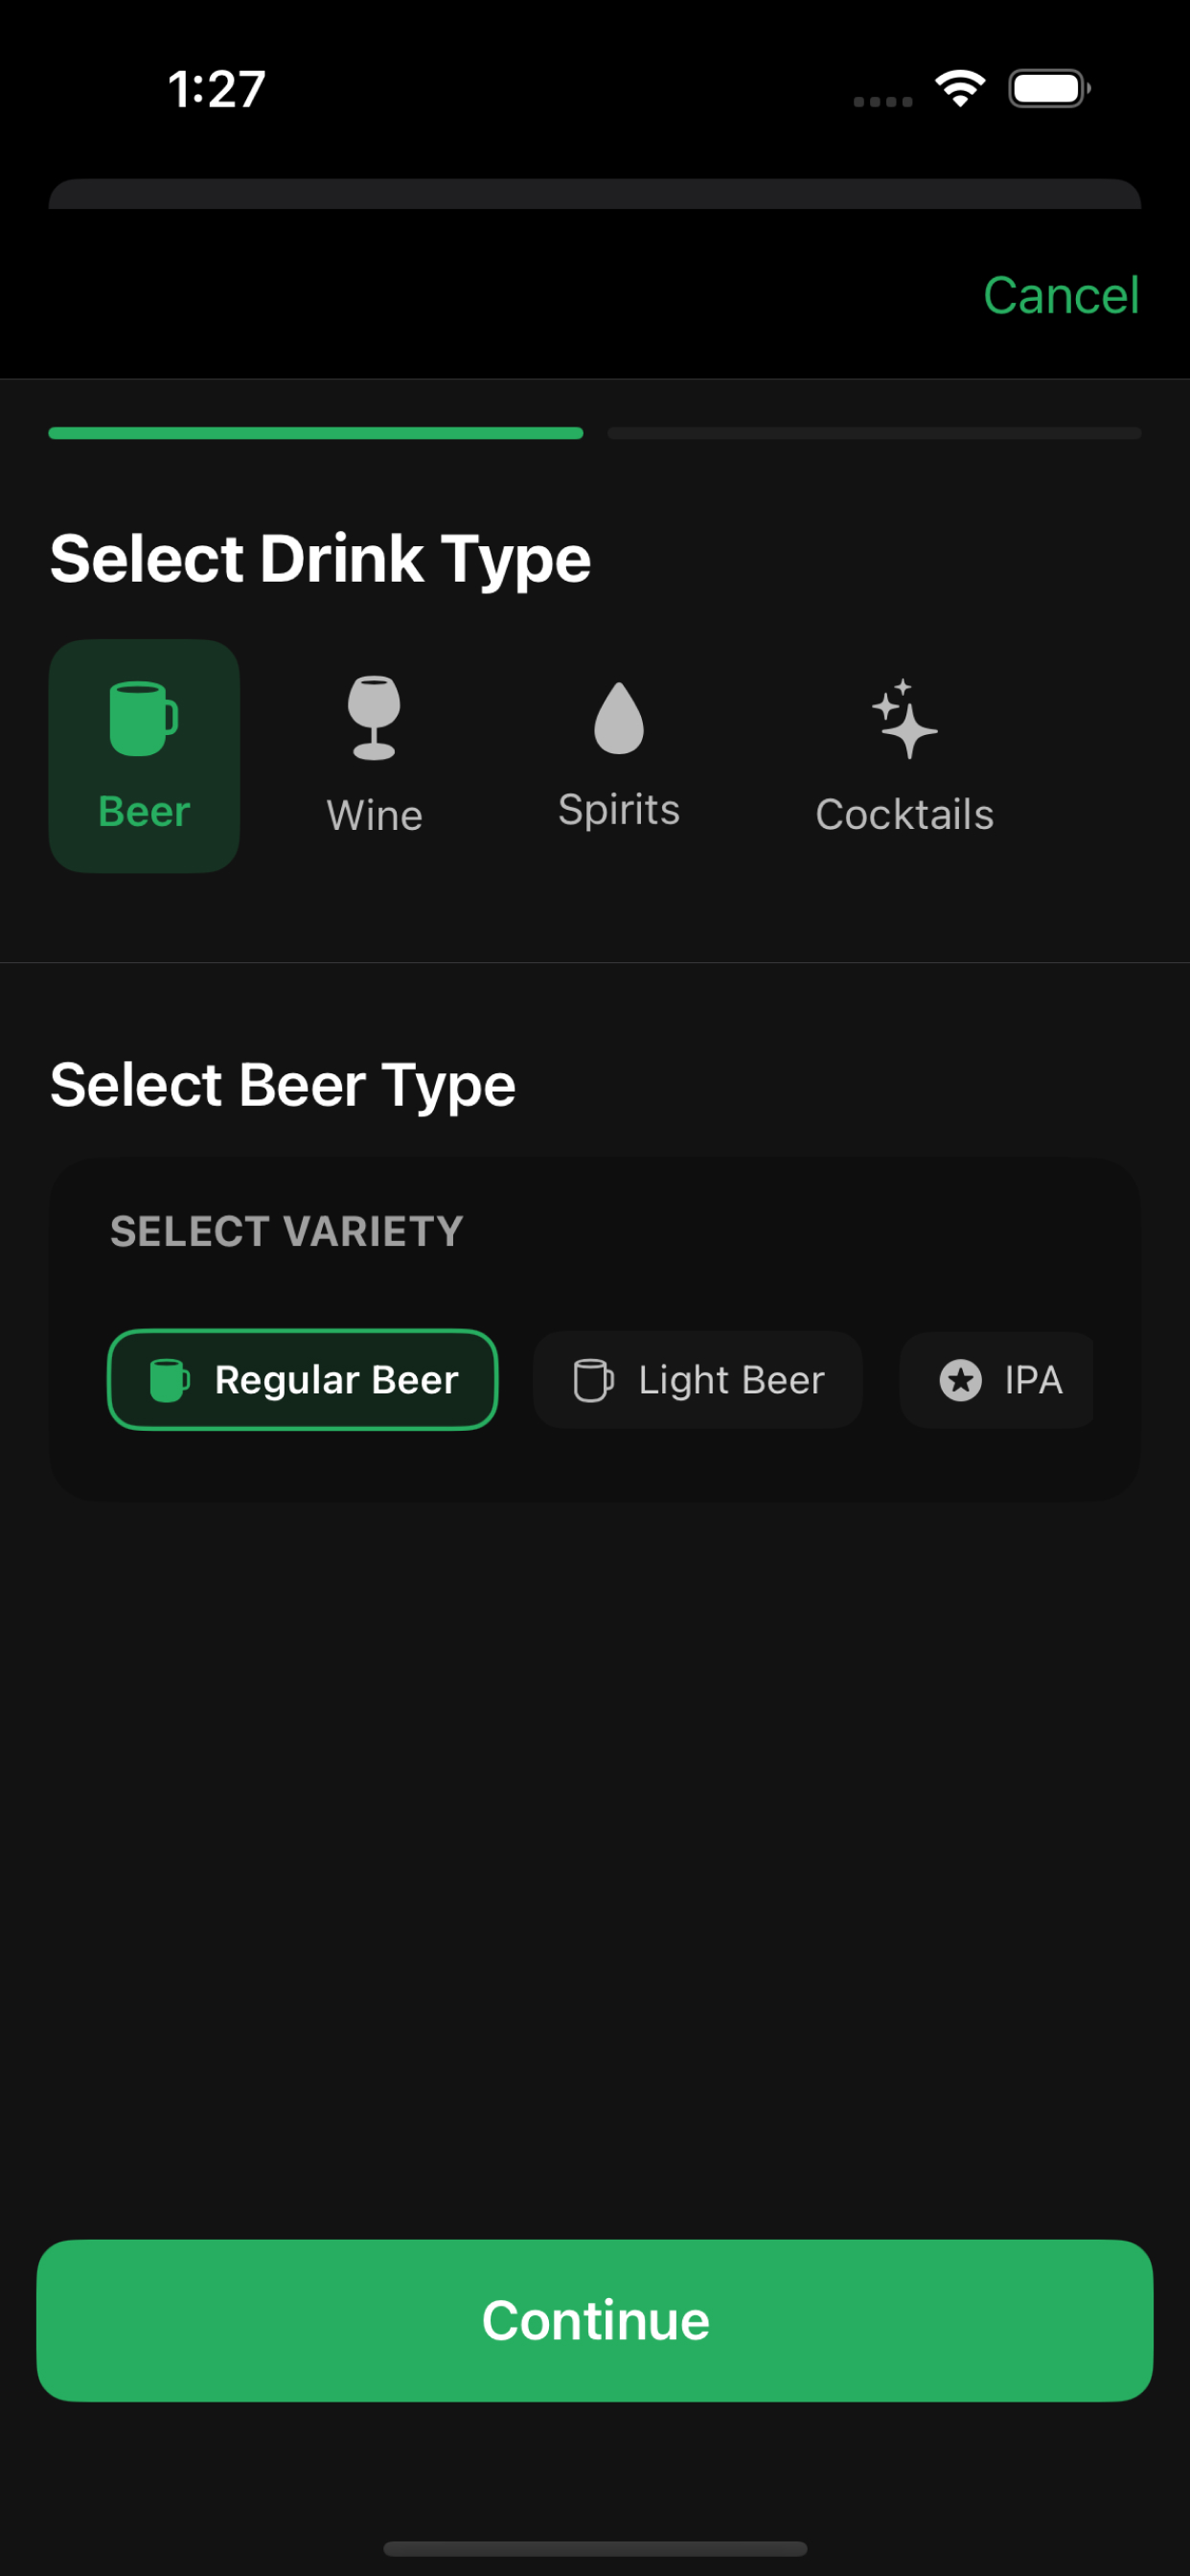 1:27
Cancel
Select Drink Type
Beer
Wine
Spirits
Cocktails
Select Beer Type
SELECT VARIETY
Regular Beer
Light Beer
IPA
Continue